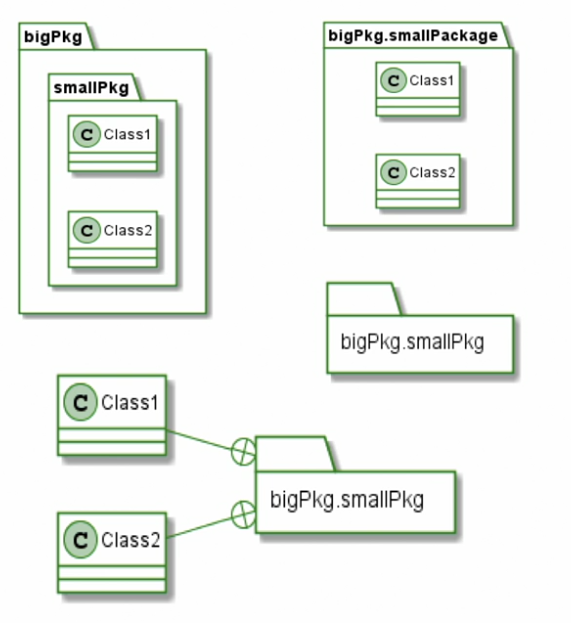 bigPkg
smallPkg
C Class1
C Class2
bigPkg.smallPackage
C Class1
C Class2
bigPkg.smallPkg
C Class1
C Class2
bigPkg.smallPkg